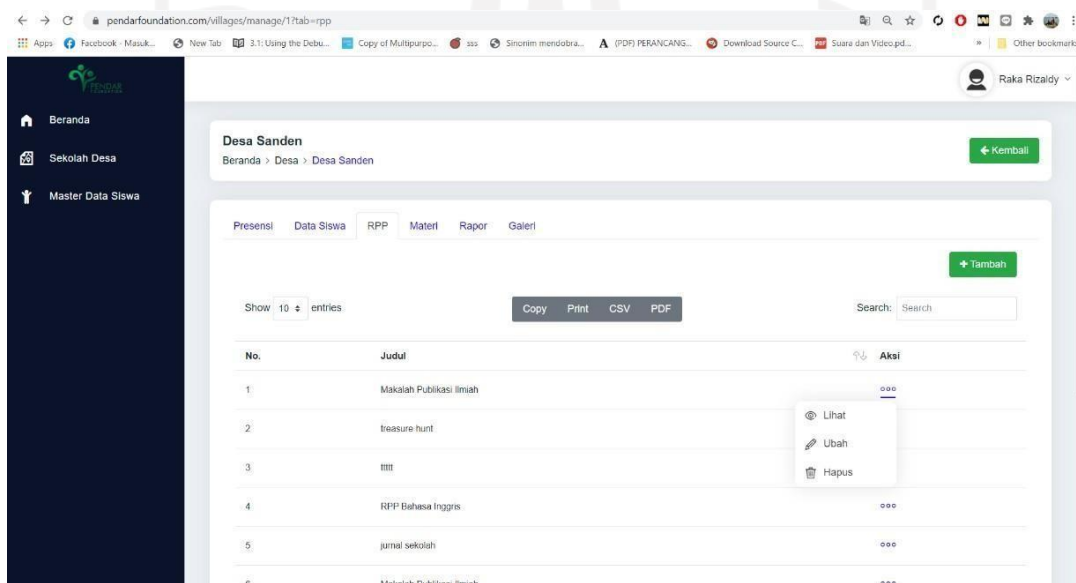 pendarfoundation.com/villages/manage/1?tab=rpp
Apps Facebook - Masuk... New Tab 3.1: Using the Debu... Copy of Multipurpo... sss Sinonim mendobra... (PDF) PERANCANG... Download Source C... Suara dan Video.pd... » Other bookmark
PENDAR
Raka Rizaldy
Beranda
Sekolah Desa
Master Data Siswa
Desa Sanden
Beranda > Desa > Desa Sanden
Kembali
Presensi Data Siswa RPP Materi Rapor Galeri
+ Tambah
Show 10 entries
Copy Print CSV PDF
Search: Search
No. Judul Aksi
1 Makalah Publikasi Ilmiah
Lihat
2 treasure hunt
Ubah
3 ttttt
Hapus
4 RPP Bahasa Inggris
5 jurnal sekolah